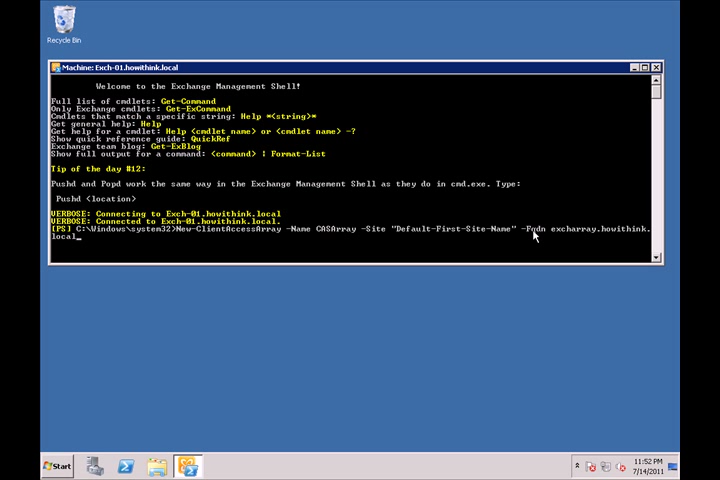 Recycle Bin
Machine: Exch-01.howithink.local
Welcome to the Exchange Management Shell!
Full list of cmdlets: Get-Command
Only Exchange cmdlets: Get-ExCommand
Cmdlets that match a specific string: Help *<string>*
Get general help: Help
Get help for a cmdlet: Help <cmdlet name> or <cmdlet name> -?
Show quick reference guide: QuickRef
Exchange team blog: Get-ExBlog
Show full output for a command: <command> | Format-List
Tip of the day #12:
Pushd and Popd work the same way in the Exchange Management Shell as they do in cmd.exe. Type:
Pushd <location>
VERBOSE: Connecting to Exch-01.howithink.local
VERBOSE: Connected to Exch-01.howithink.local.
[PS] C:\Windows\system32>New-ClientAccessArray -Name CASArray -Site "Default-First-Site-Name" -Fqdn excharray.howithink.
local_
Start
11:52 PM
7/14/2011